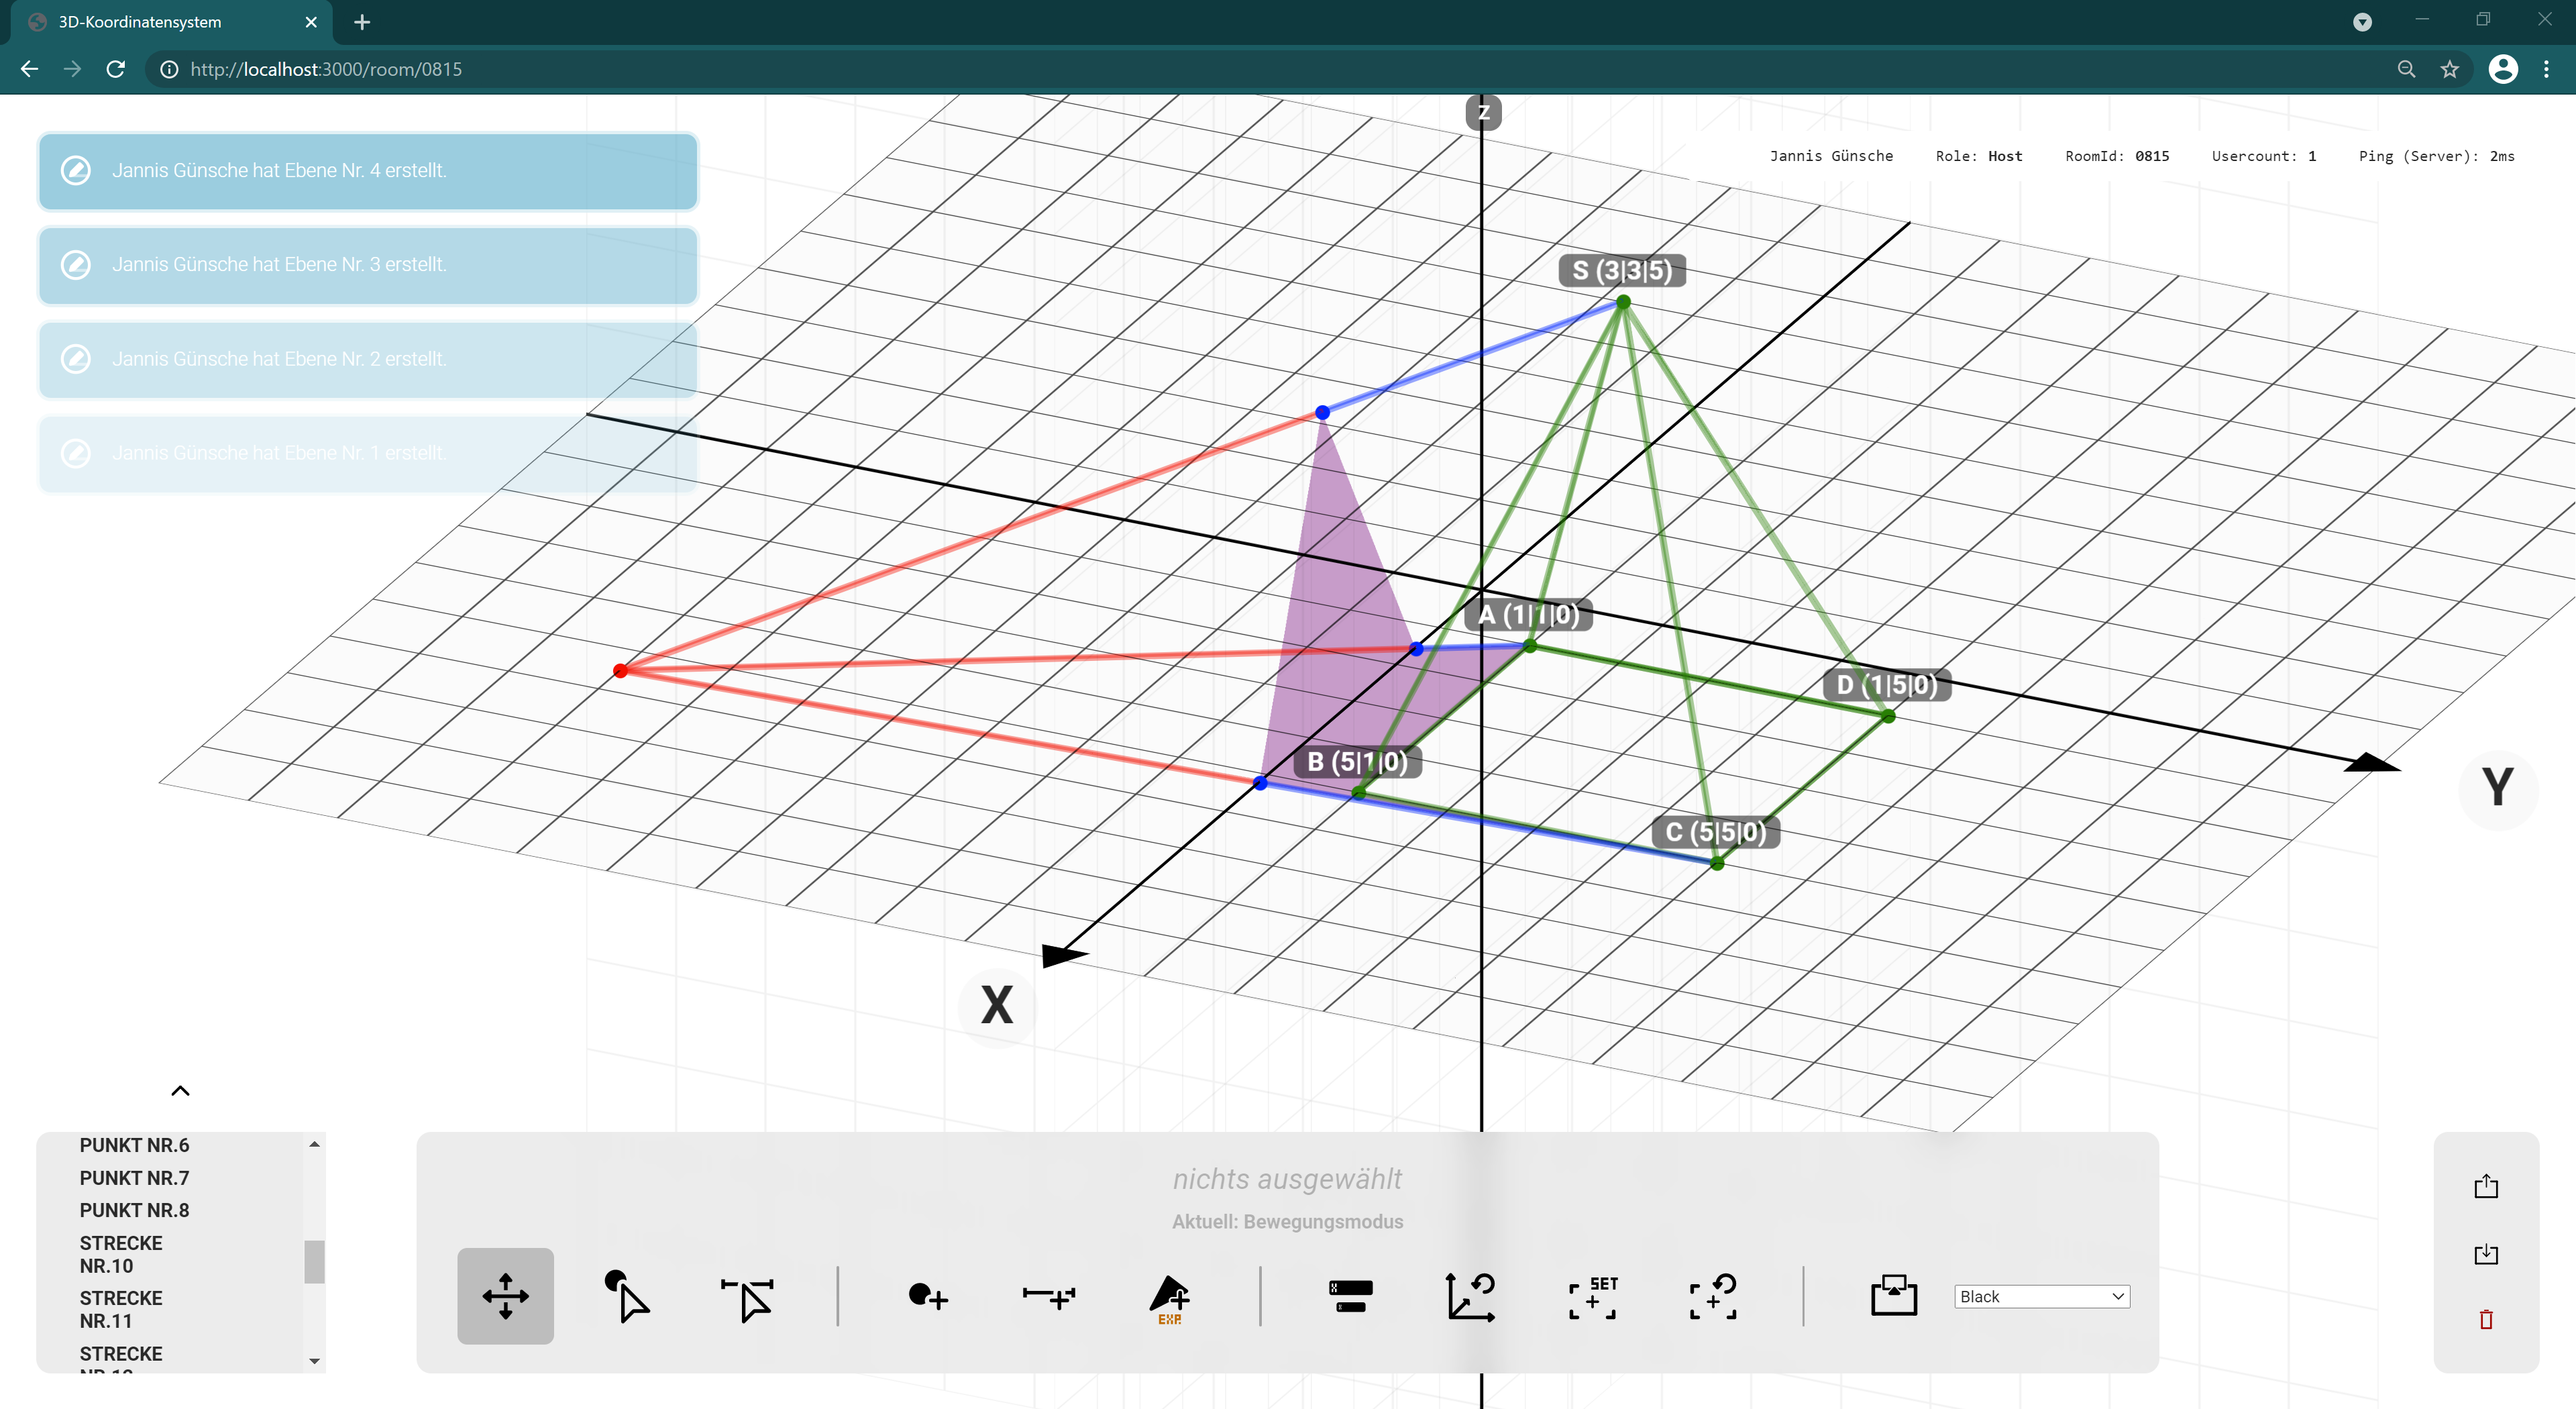 3D-Koordinatensystem
http://localhost:3000/room/0815
Z
Jannis Günsche Role: Host RoomId: 0815 Usercount: 1 Ping (Server): 2ms
Jannis Günsche hat Ebene Nr. 4 erstellt.
Jannis Günsche hat Ebene Nr. 3 erstellt.
Jannis Günsche hat Ebene Nr. 2 erstellt.
Jannis Günsche hat Ebene Nr. 1 erstellt.
S (3|3|5)
A (1|1|0)
D (1|5|0)
B (5|1|0)
C (5|5|0)
Y
X
PUNKT NR.6
PUNKT NR.7
PUNKT NR.8
STRECKE
NR.10
STRECKE
NR.11
STRECKE
nichts ausgewählt
Aktuell: Bewegungsmodus
EXP.
SET
Black